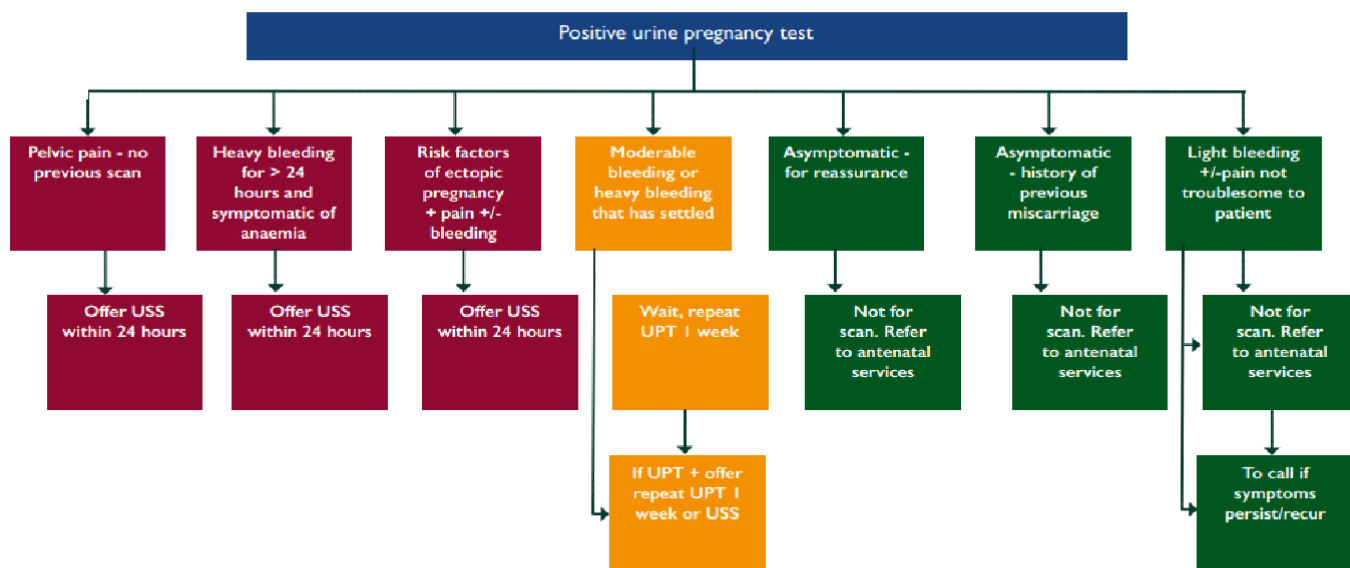 Positive urine pregnancy test
Pelvic pain - no
previous scan
Heavy bleeding
for > 24
hours and
symptomatic of
anaemia
Risk factors
of ectopic
pregnancy
+ pain +/-
bleeding
Moderable
bleeding or
heavy bleeding
that has settled
Asymptomatic -
for reassurance
Asymptomatic
- history of
previous
miscarriage
Light bleeding
+/-pain not
troublesome to
patient
Offer USS
within 24 hours
Offer USS
within 24 hours
Offer USS
within 24 hours
Wait, repeat
UPT 1 week
Not for
scan. Refer
to antenatal
services
Not for
scan. Refer
to antenatal
services
Not for
scan. Refer
to antenatal
services
If UPT + offer
repeat UPT 1
week or USS
To call if
symptoms
persist/recur